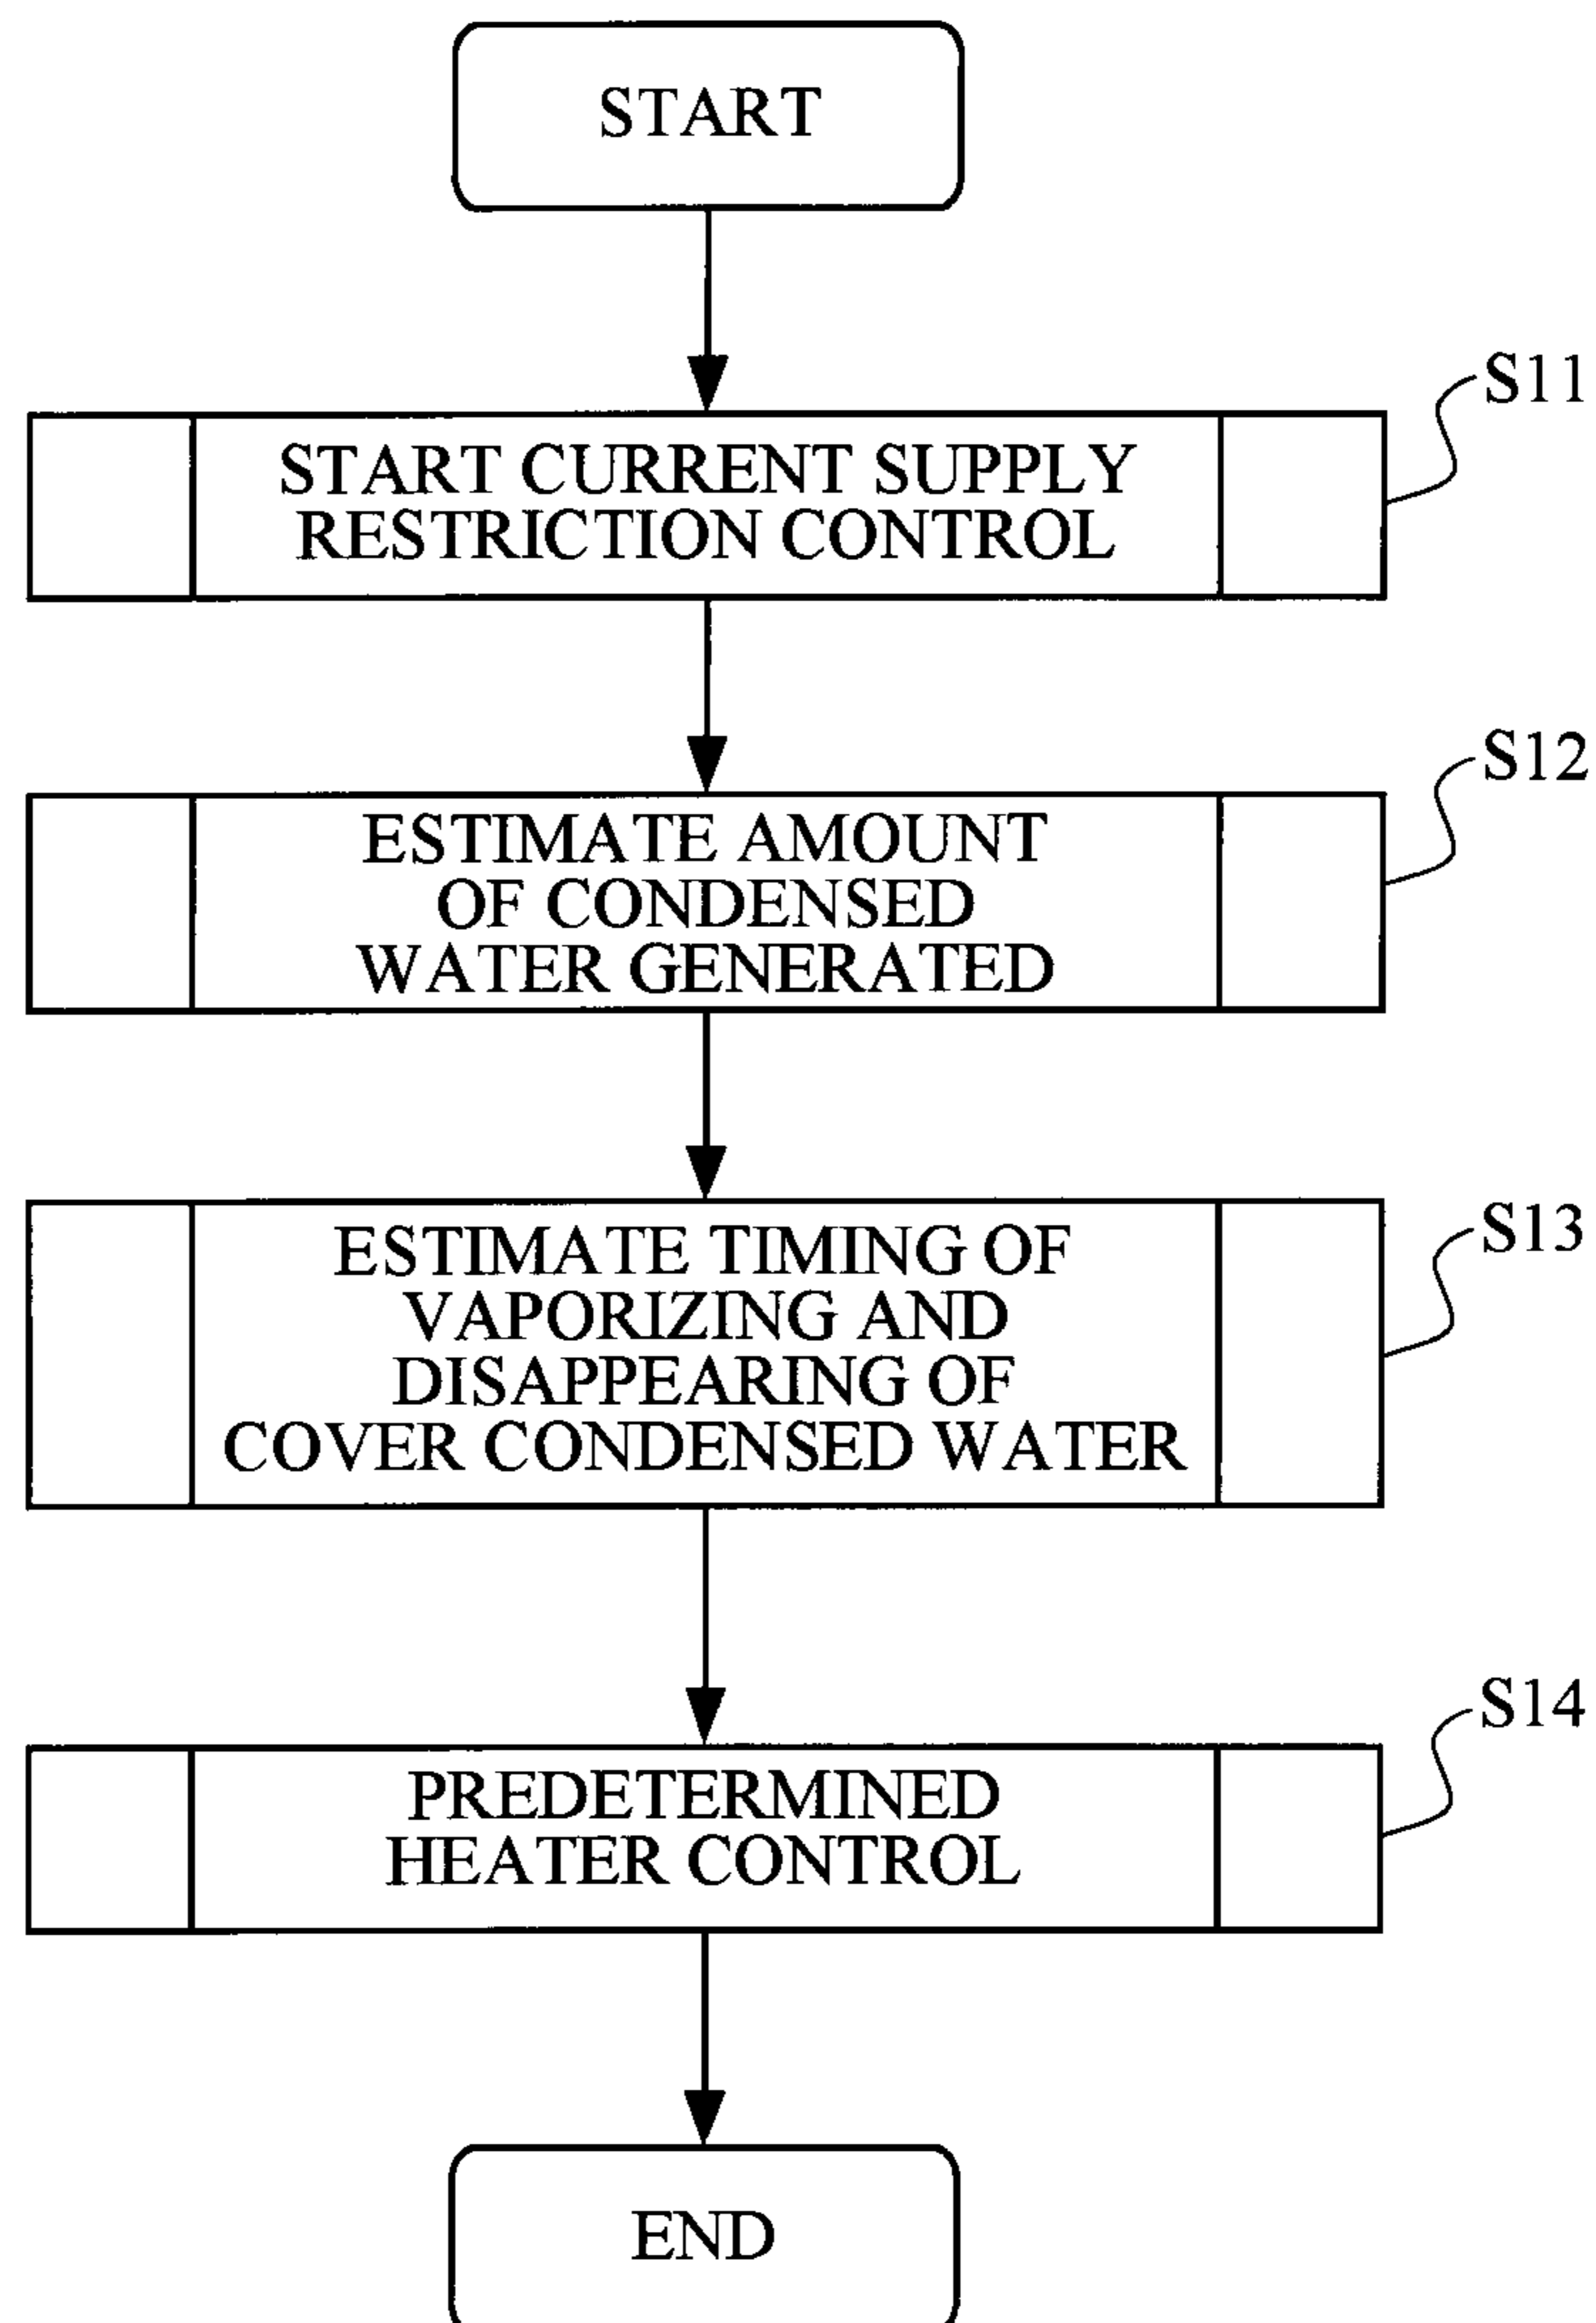 START
S11
START CURRENT SUPPLY
RESTRICTION CONTROL
S12
ESTIMATE AMOUNT
OF CONDENSED
WATER GENERATED
S13
ESTIMATE TIMING OF
VAPORIZING AND
DISAPPEARING OF
COVER CONDENSED WATER
S14
PREDETERMINED
HEATER CONTROL
END